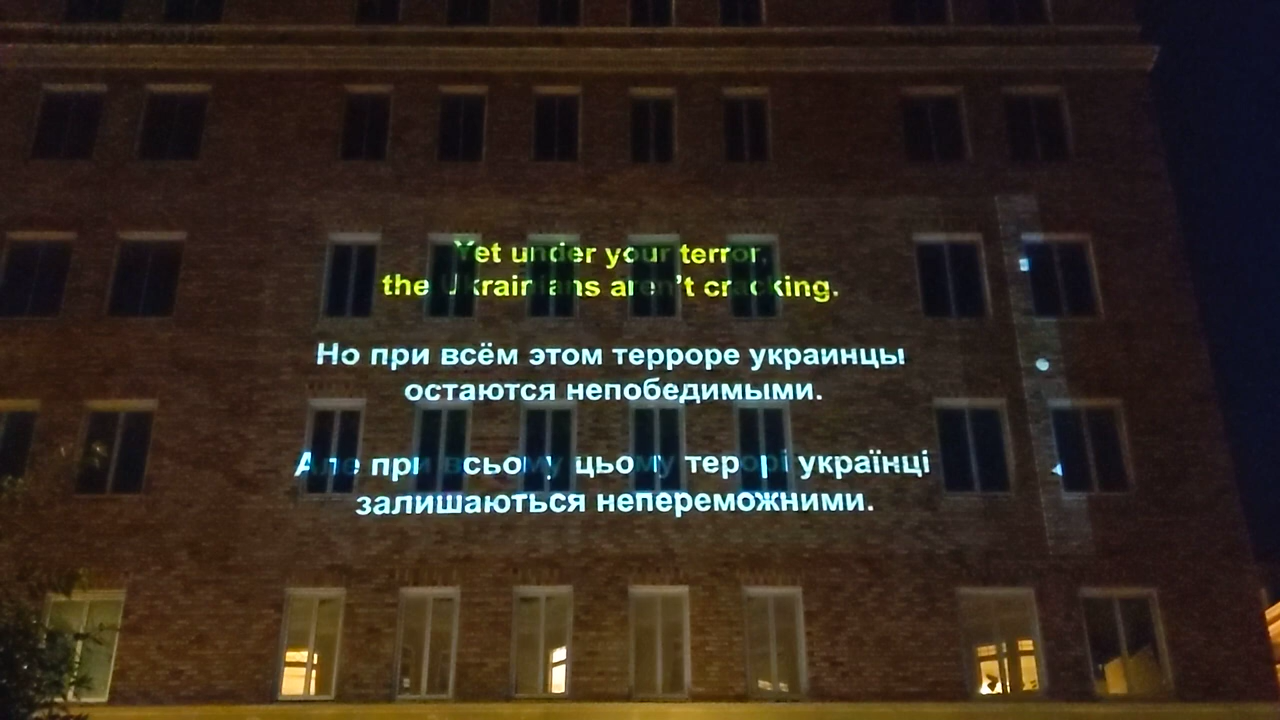 Yet under your terror,
the Ukrainians aren't cracking.
Но при всём этом терроре украинцы
остаются непобедимыми.
Але при всьому цьому терорі українці
залишаються непереможними.